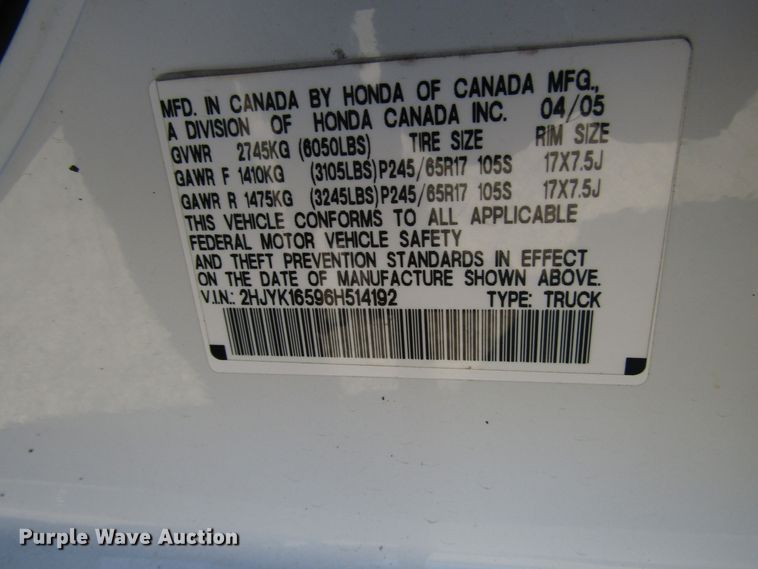 MFD. IN CANADA BY HONDA OF CANADA MFG.,
A DIVISION OF HONDA CANADA INC. 04/05
GVWR 2745KG (6050LBS) TIRE SIZE RIM SIZE
GAWR F 1410KG (3105LBS) P245/65R17 105S 17X7.5J
GAWR R 1475KG (3245LBS) P245/65R17 105S 17X7.5J
THIS VEHICLE CONFORMS TO ALL APPLICABLE
FEDERAL MOTOR VEHICLE SAFETY
AND THEFT PREVENTION STANDARDS IN EFFECT
ON THE DATE OF MANUFACTURE SHOWN ABOVE.
V.I.N.: 2HJYK16596H514192 TYPE: TRUCK
Purple Wave Auction